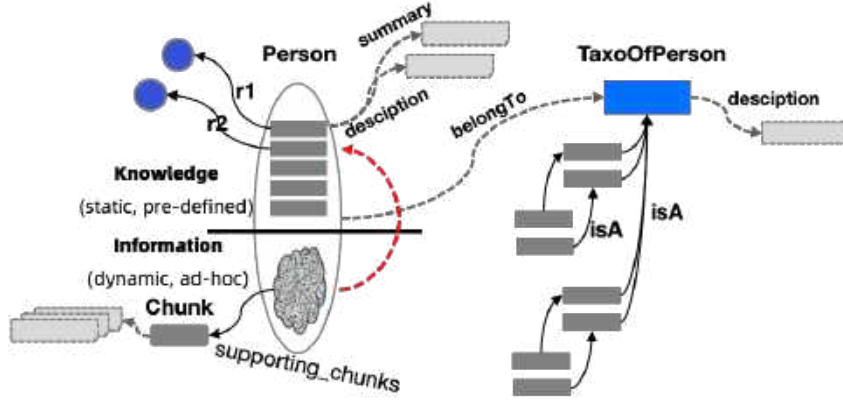 summary
Person
TaxoOfPerson
r1
desciption
desciption
r2
belongTo
Knowledge
(static, pre-defined)
isA
isA
Information
(dynamic, ad-hoc)
Chunk
supporting_chunks